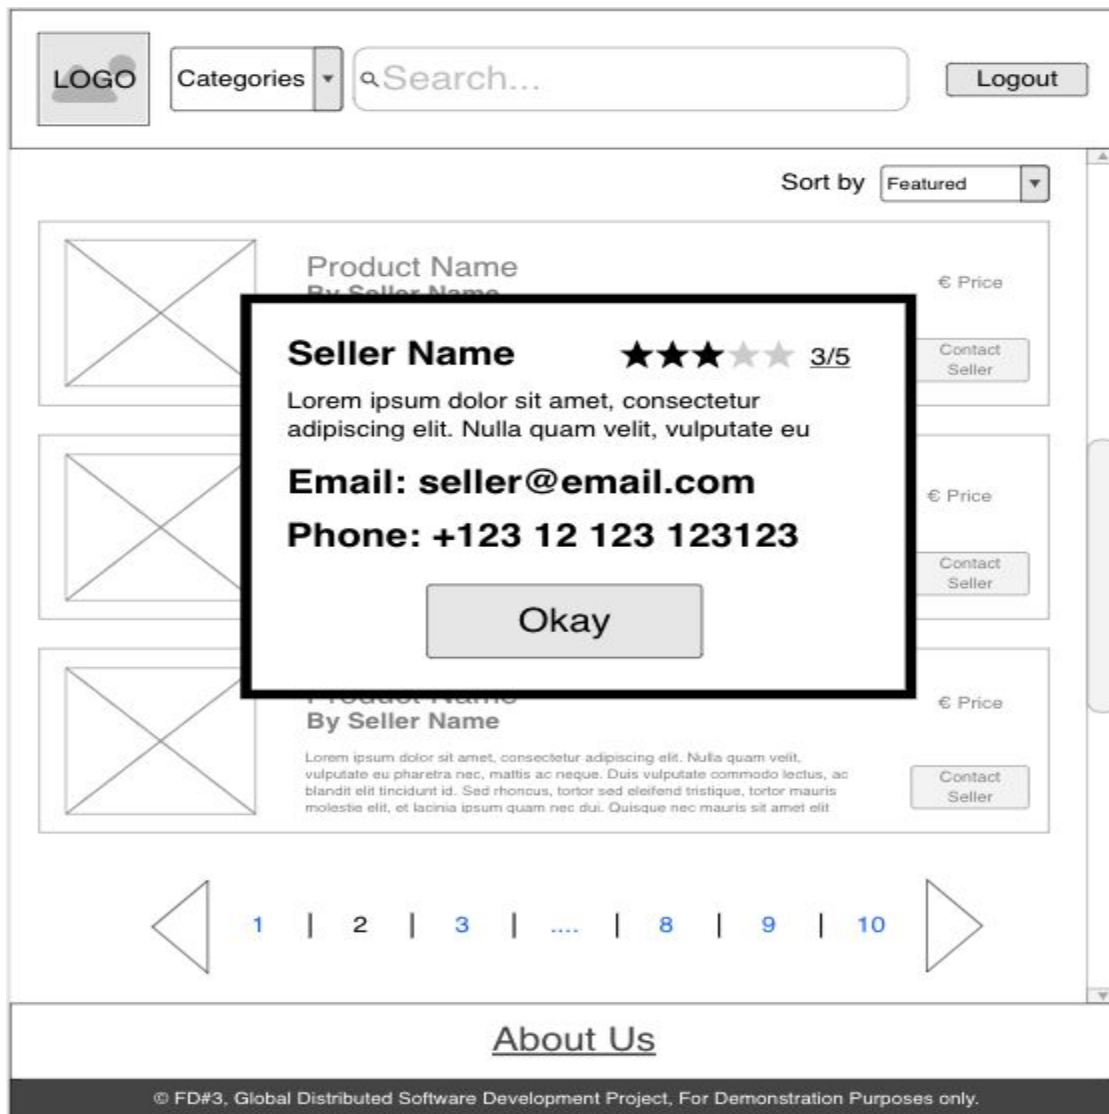 LOGO
Categories
Search...
Logout
Sort by
Featured
Product Name
By Seller Name
€ Price
Contact
Seller
Seller Name
3/5
Lorem ipsum dolor sit amet, consectetur
adipiscing elit. Nulla quam velit, vulputate eu
Email: seller@email.com
Phone: +123 12 123 123123
Okay
€ Price
Contact
Seller
Product Name
By Seller Name
€ Price
Lorem ipsum dolor sit amet, consectetur adipiscing elit. Nulla quam velit,
vulputate eu pharetra nec, mattis ac neque. Duis vulputate commodo lectus, ac
blandit elit tincidunt id. Sed rhoncus, tortor sed eleifend tristique, tortor mauris
molestie elit, et lacinia ipsum quam nec dui. Quisque nec mauris sit amet elit
Contact
Seller
1 | 2 | 3 | .... | 8 | 9 | 10
About Us
© FD#3, Global Distributed Software Development Project, For Demonstration Purposes only.